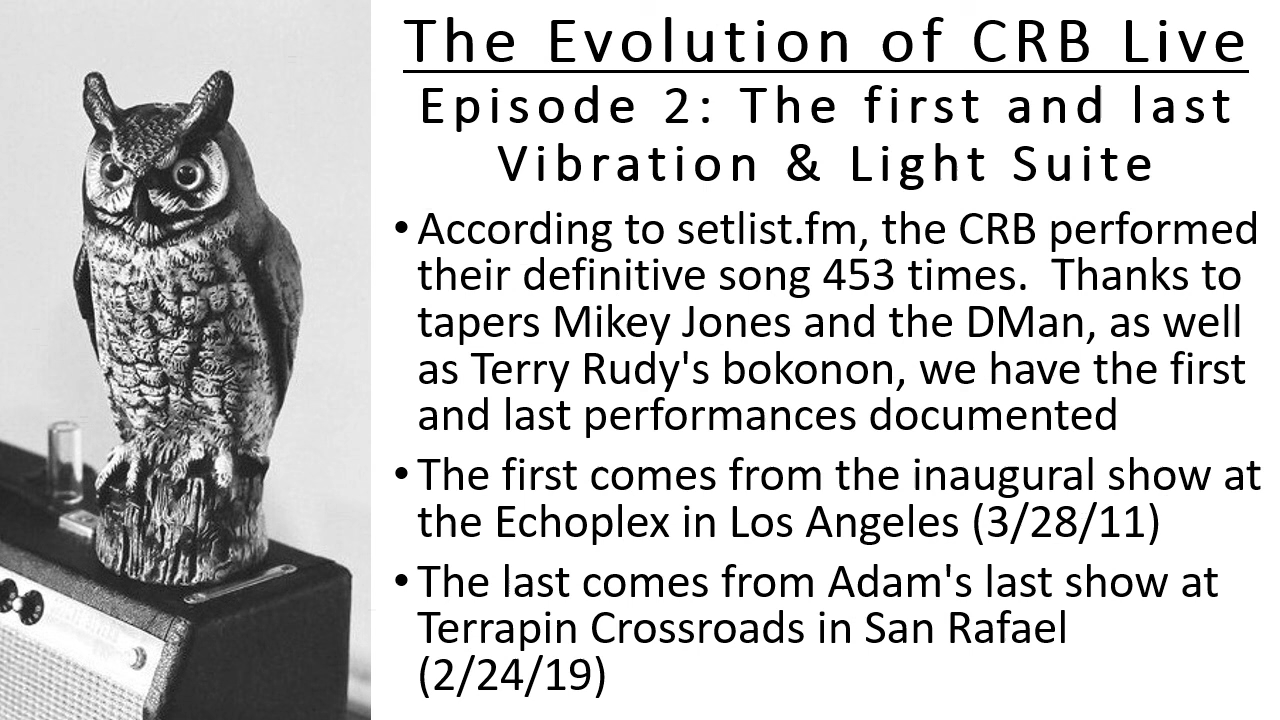 The Evolution of CRB Live
Episode 2: The first and last
Vibration & Light Suite
•According to setlist.fm, the CRB performed
their definitive song 453 times.  Thanks to
tapers Mikey Jones and the DMan, as well
as Terry Rudy's bokonon, we have the first
and last performances documented
•The first comes from the inaugural show at
the Echoplex in Los Angeles (3/28/11)
•The last comes from Adam's last show at
Terrapin Crossroads in San Rafael
(2/24/19)